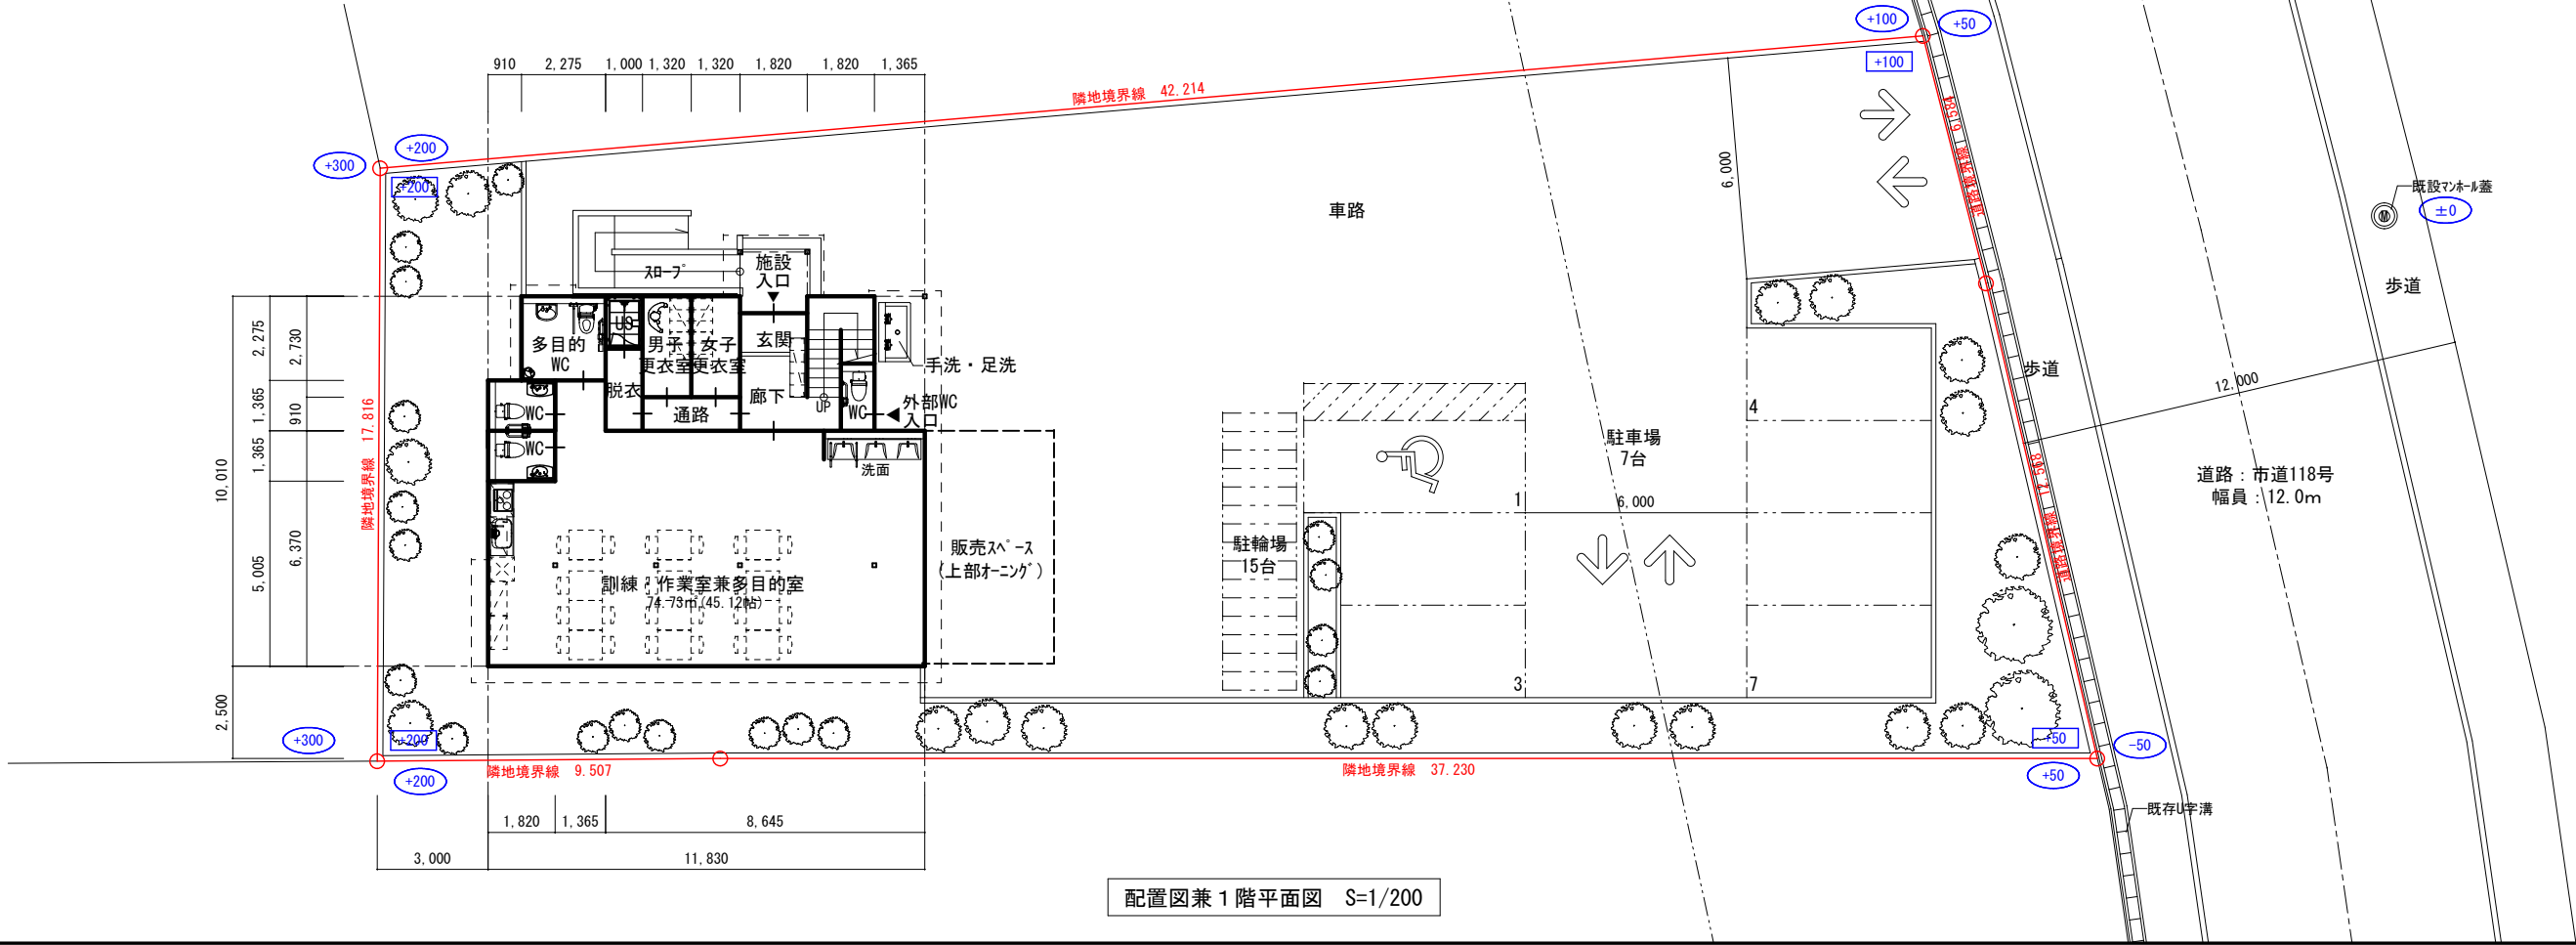 +100
+50
+100
910 2,275 1,000 1,320 1,320 1,820 1,820 1,365
隣地境界線 42.214
+200
+300
+200
道路境界線 6.584
6,000
車路
既設マンホール蓋
±0
M
歩道
スロープ
施設
入口
US
多目的
WC
男子
更衣室
女子
更衣室
玄関
脱衣
廊下
通路
UP
手洗・足洗
WC
外部WC
入口
WC
WC
洗面
2,275
2,730
1,365
910
1,365
10,010
5,005
6,370
2,500
隣地境界線 17.816
歩道
12,000
4
駐車場
7台
1
6,000
道路:市道118号
幅員:12.0m
販売スペース
(上部オーニング)
駐輪場
15台
訓練・作業室兼多目的室
74.73㎡(45.12帖)
3
7
+300
+200
+200
隣地境界線 9.507
隣地境界線 37.230
+50
-50
+50
既存U字溝
1,820 1,365 8,645
3,000 11,830
配置図兼1階平面図 S=1/200